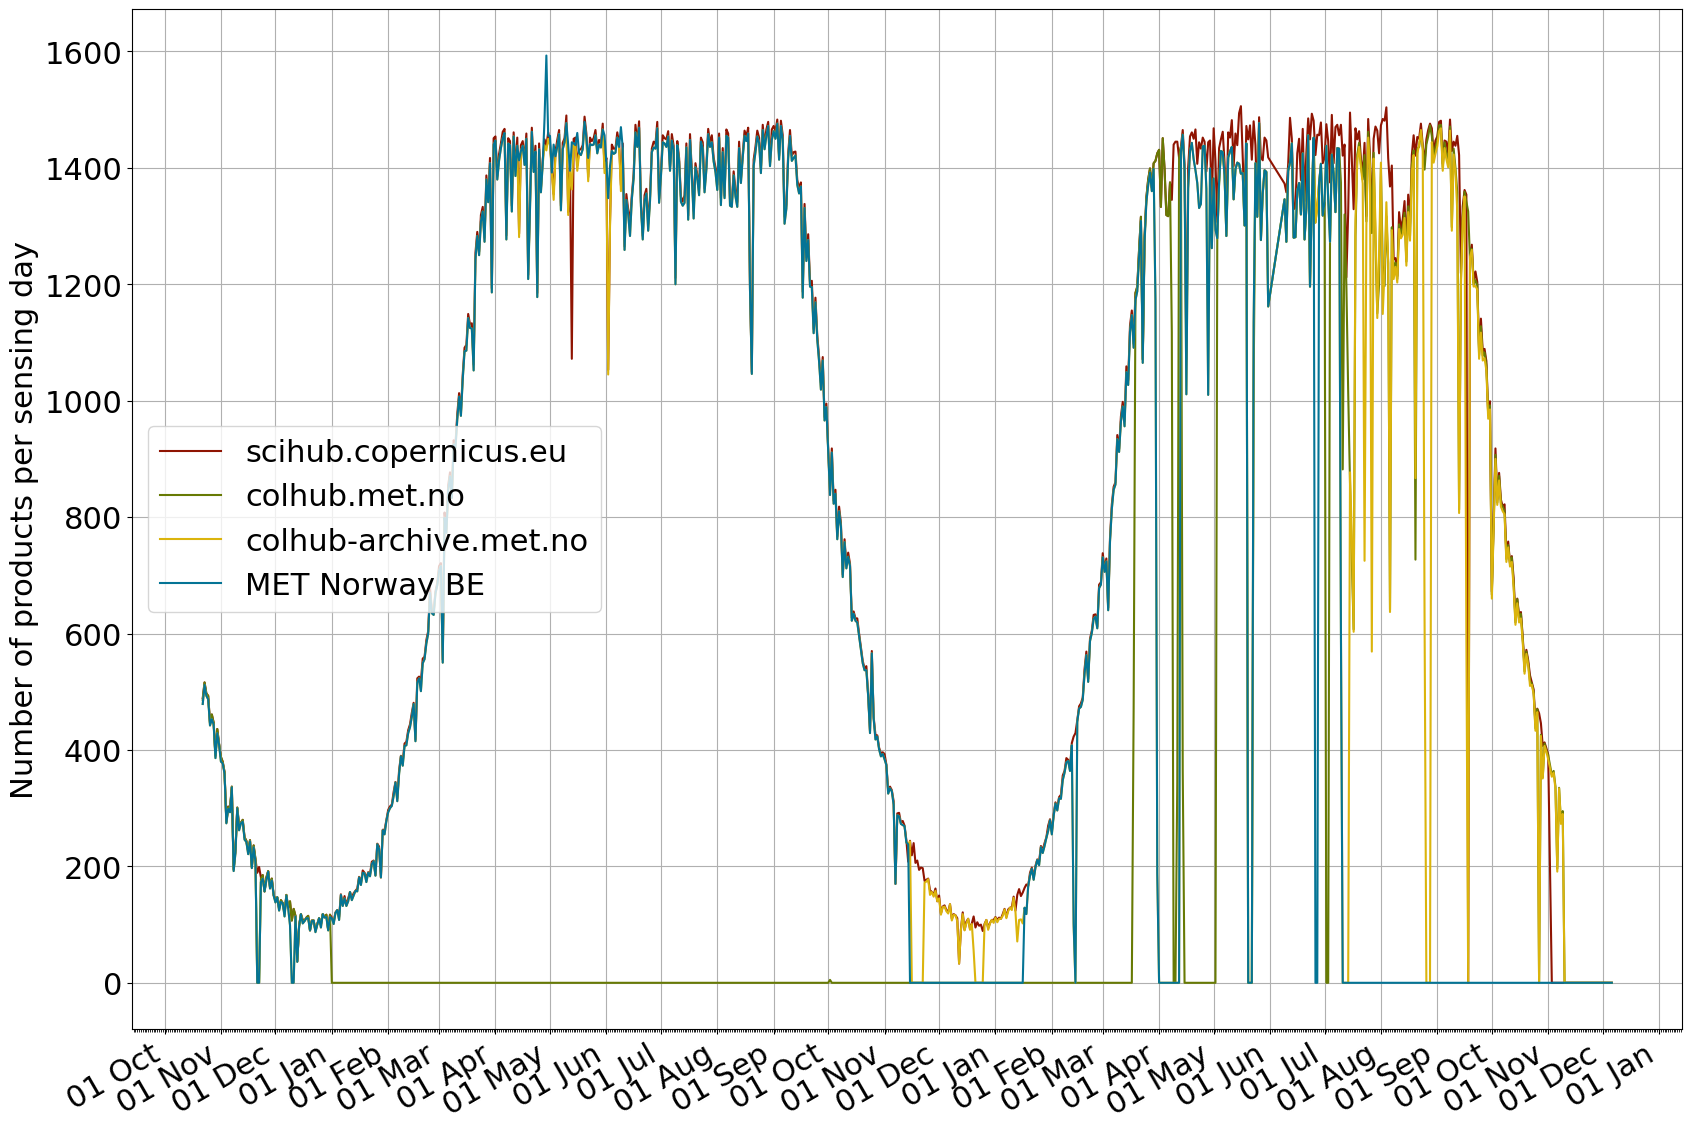 Number of products per sensing day
1600
1400
1200
1000
800
600
400
200
0
scihub.copernicus.eu
colhub.met.no
colhub-archive.met.no
MET Norway BE
01 Oct
01 Nov
01 Dec
01 Jan
01 Feb
01 Mar
01 Apr
01 May
01 Jun
01 Jul
01 Aug
01 Sep
01 Oct
01 Nov
01 Dec
01 Jan
01 Feb
01 Mar
01 Apr
01 May
01 Jun
01 Jul
01 Aug
01 Sep
01 Oct
01 Nov
01 Dec
01 Jan